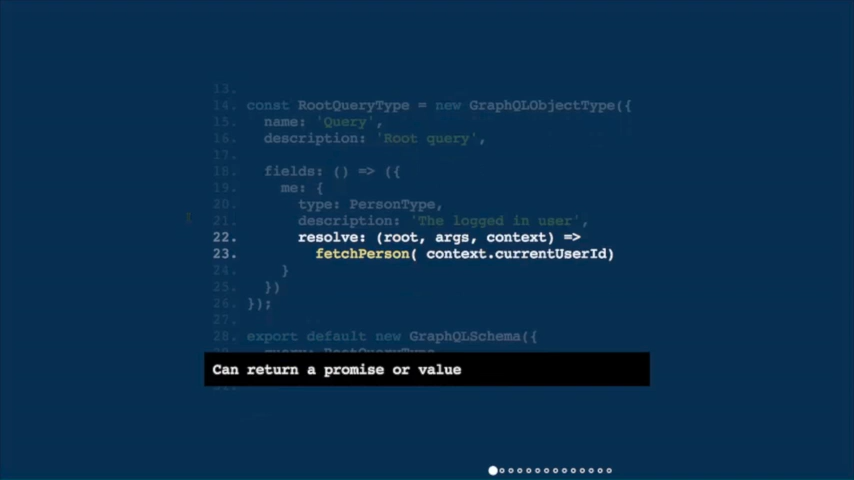 13.
14. const RootQueryType = new GraphQLObjectType({
15. name: 'Query',
16. description: 'Root query',
17.
18. fields: () => ({
19. me: {
20. type: PersonType,
21. description: 'The logged in user',
22. resolve: (root, args, context) =>
23. fetchPerson( context.currentUserId)
24. }
25. })
26. });
27.
28. export default new GraphQLSchema({
Can return a promise or value